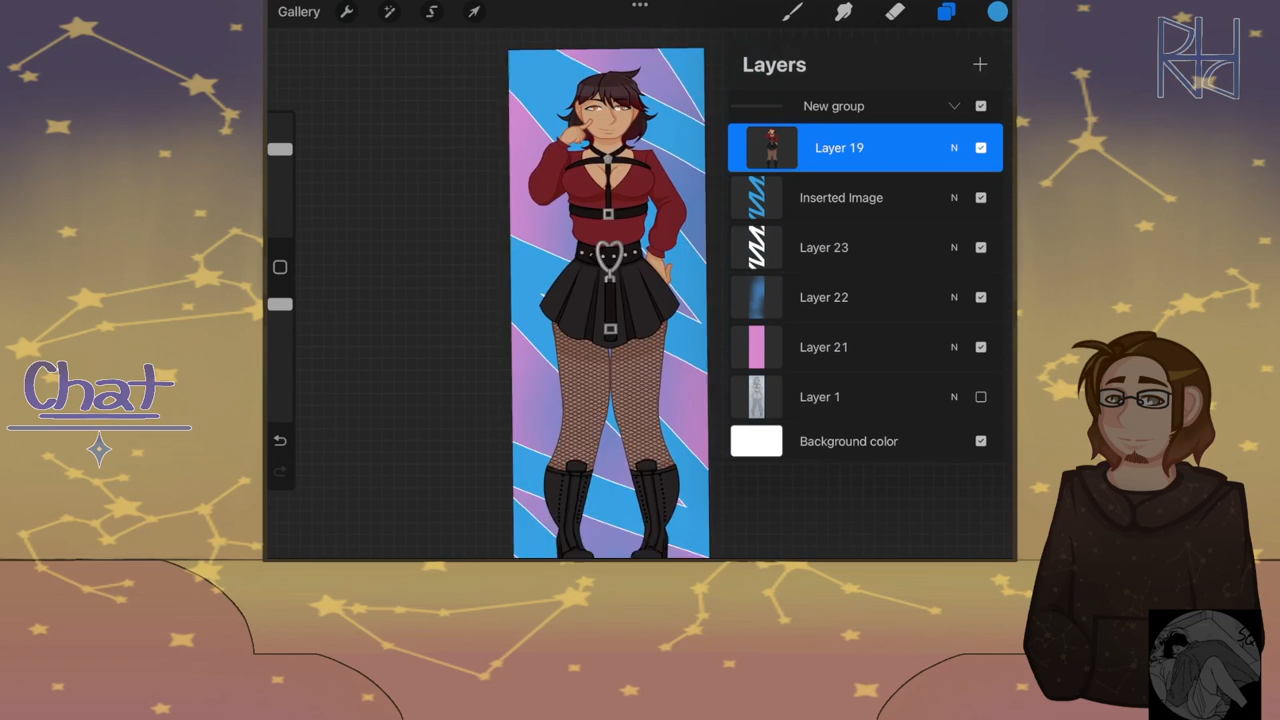 Gallery
Layers
New group
Layer 19 N
Inserted Image N
Layer 23 N
Layer 22 N
Layer 21 N
Layer 1 N
Background color
Chat